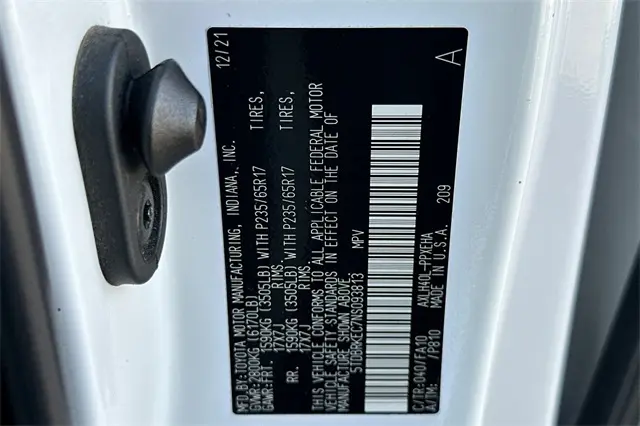 MFD. BY: TOYOTA MOTOR MANUFACTURING, INDIANA, INC. 12/21
GVWR: 2800KG (6170LB)
GAWR: FRT. 1590KG (3505LB) WITH P235/65R17 TIRES,
17X7J RIMS.
RR. 1590KG (3505LB) WITH P235/65R17 TIRES,
17X7J RIMS.
THIS VEHICLE CONFORMS TO ALL APPLICABLE FEDERAL MOTOR
VEHICLE SAFETY STANDARDS IN EFFECT ON THE DATE OF
MANUFACTURE SHOWN ABOVE.
MPV
C/TR: 040/FA10 AXLH40L-PPYCHA
A/TM: /P810 MADE IN U.S.A. 209
A